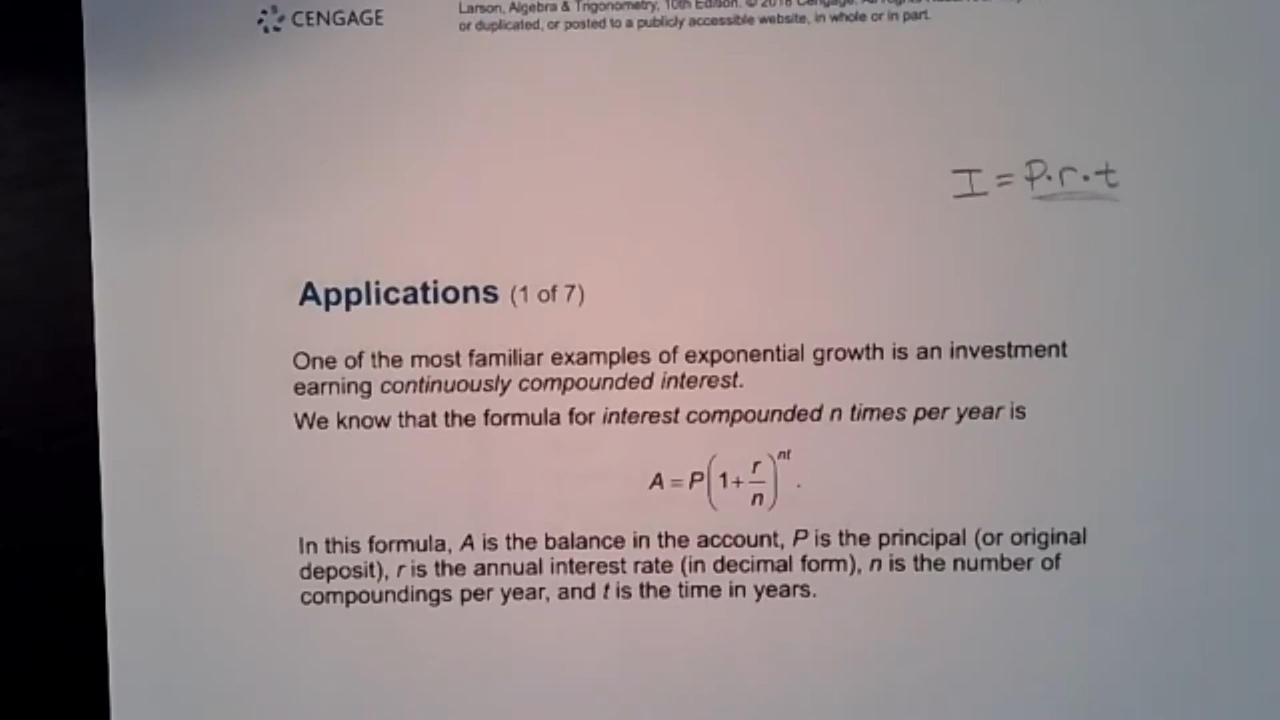 CENGAGE
Larson, Algebra & Trigonometry, 10th Edition. © 2018 Cengage. All Rights
or duplicated, or posted to a publicly accessible website, in whole or in part.
I = P·r·t
Applications (1 of 7)
One of the most familiar examples of exponential growth is an investment
earning continuously compounded interest.
We know that the formula for interest compounded n times per year is
A = P(1 + r/n)^nt.
In this formula, A is the balance in the account, P is the principal (or original
deposit), r is the annual interest rate (in decimal form), n is the number of
compoundings per year, and t is the time in years.